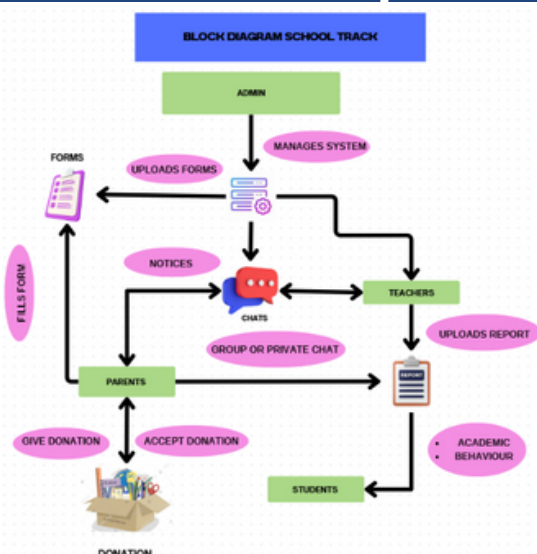 BLOCK DIAGRAM SCHOOL TRACK
ADMIN
MANAGES SYSTEM
FORMS
UPLOADS FORMS
NOTICES
FILLS FORM
CHATS
TEACHERS
GROUP OR PRIVATE CHAT
UPLOADS REPORT
REPORT
PARENTS
GIVE DONATION
ACCEPT DONATION
• ACADEMIC
• BEHAVIOUR
STUDENTS
DONATION